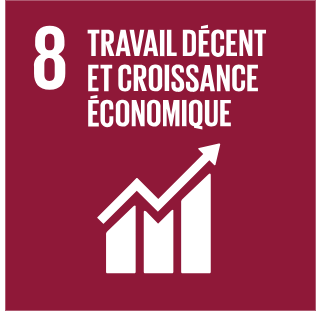 8 TRAVAIL DÉCENT
ET CROISSANCE
ÉCONOMIQUE